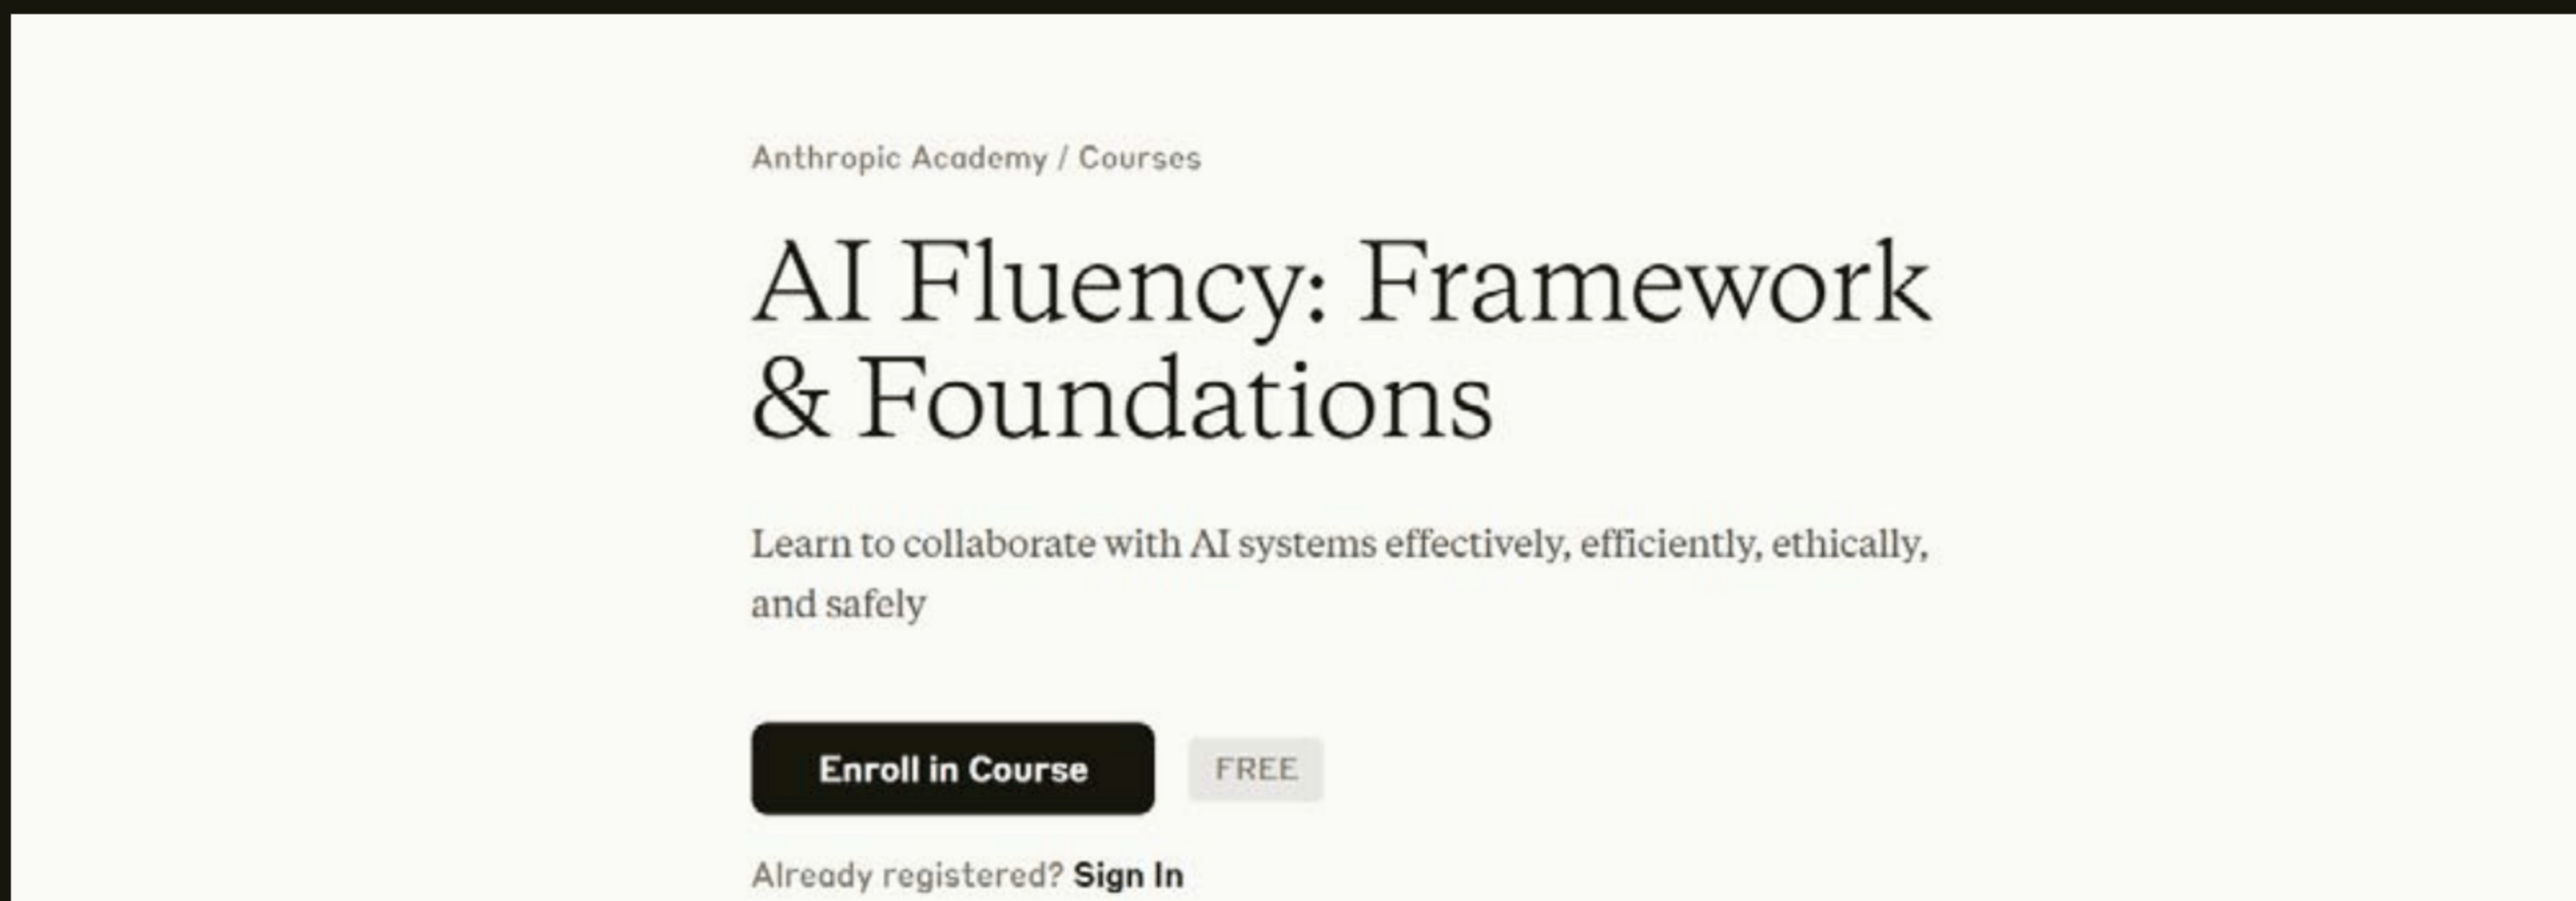 Anthropic Academy / Courses
AI Fluency: Framework
& Foundations
Learn to collaborate with AI systems effectively, efficiently, ethically,
and safely
Enroll in Course
FREE
Already registered? Sign In